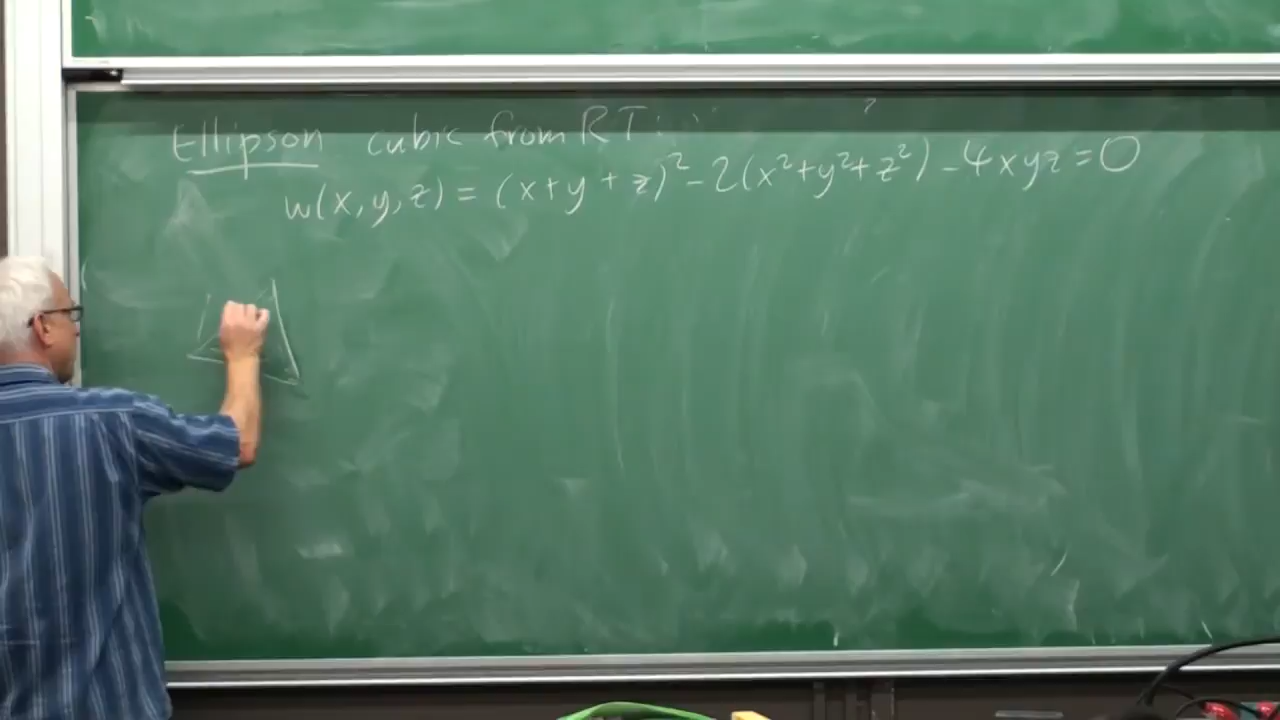 Ellipson cubic from RT:
w(x,y,z) = (x+y+z)²-2(x²+y²+z²)-4xyz=0